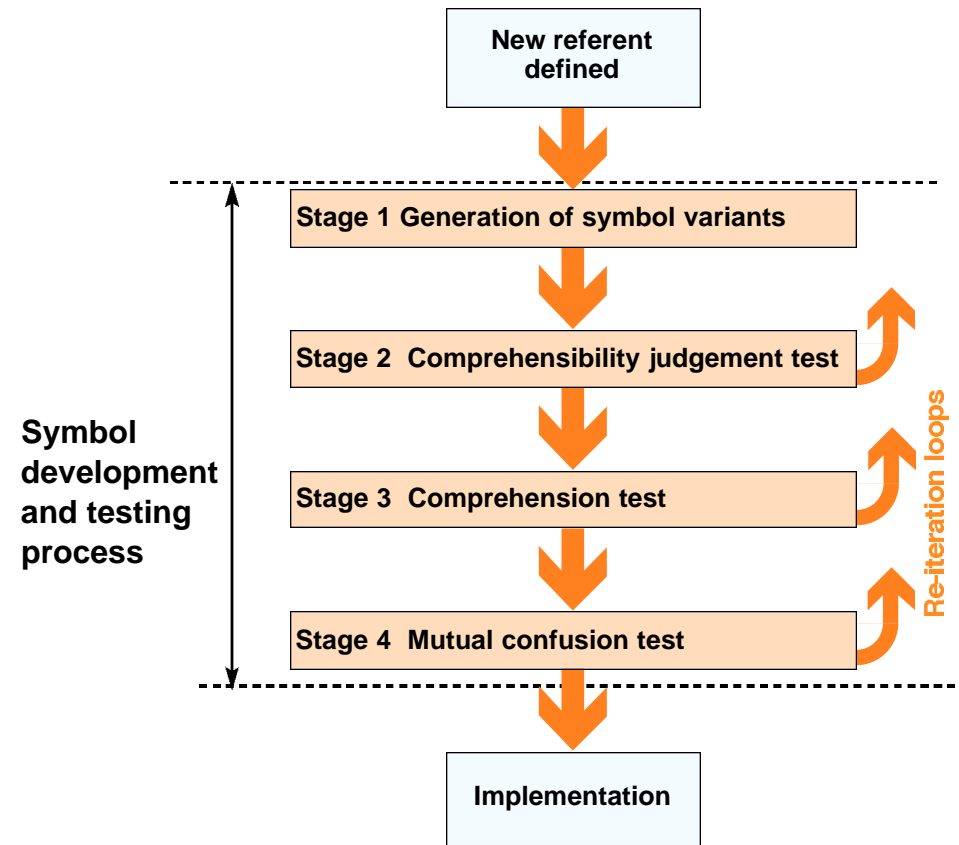 New referent
defined
Stage 1 Generation of symbol variants
Stage 2 Comprehensibility judgement test
Symbol
development
and testing
process
Stage 3 Comprehension test
Re-iteration loops
Stage 4 Mutual confusion test
Implementation